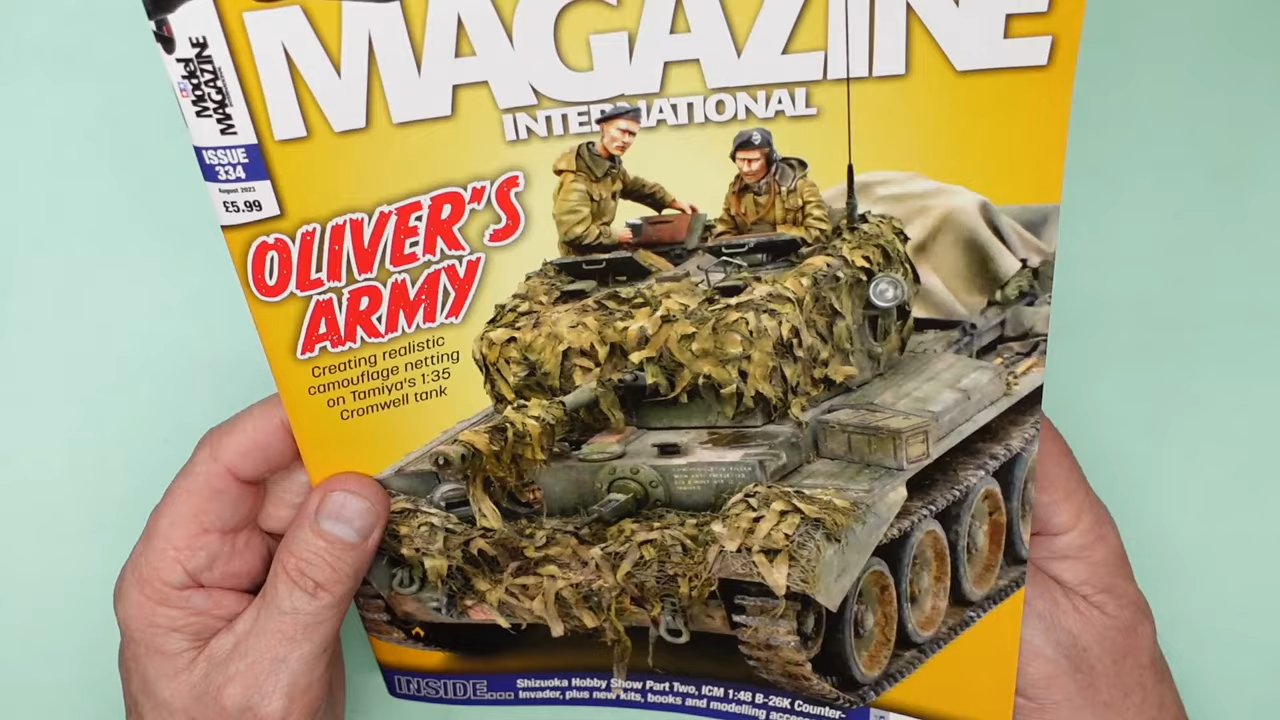 MAGAZINE
INTERNATIONAL
Model
MAGAZINE
ISSUE
334
August 2023
£5.99
OLIVER'S
ARMY
Creating realistic
camouflage netting
on Tamiya's 1:35
Cromwell tank
INSIDE...
Shizuoka Hobby Show Part Two, ICM 1:48 B-26K Counter-
Invader, plus new kits, books and modelling